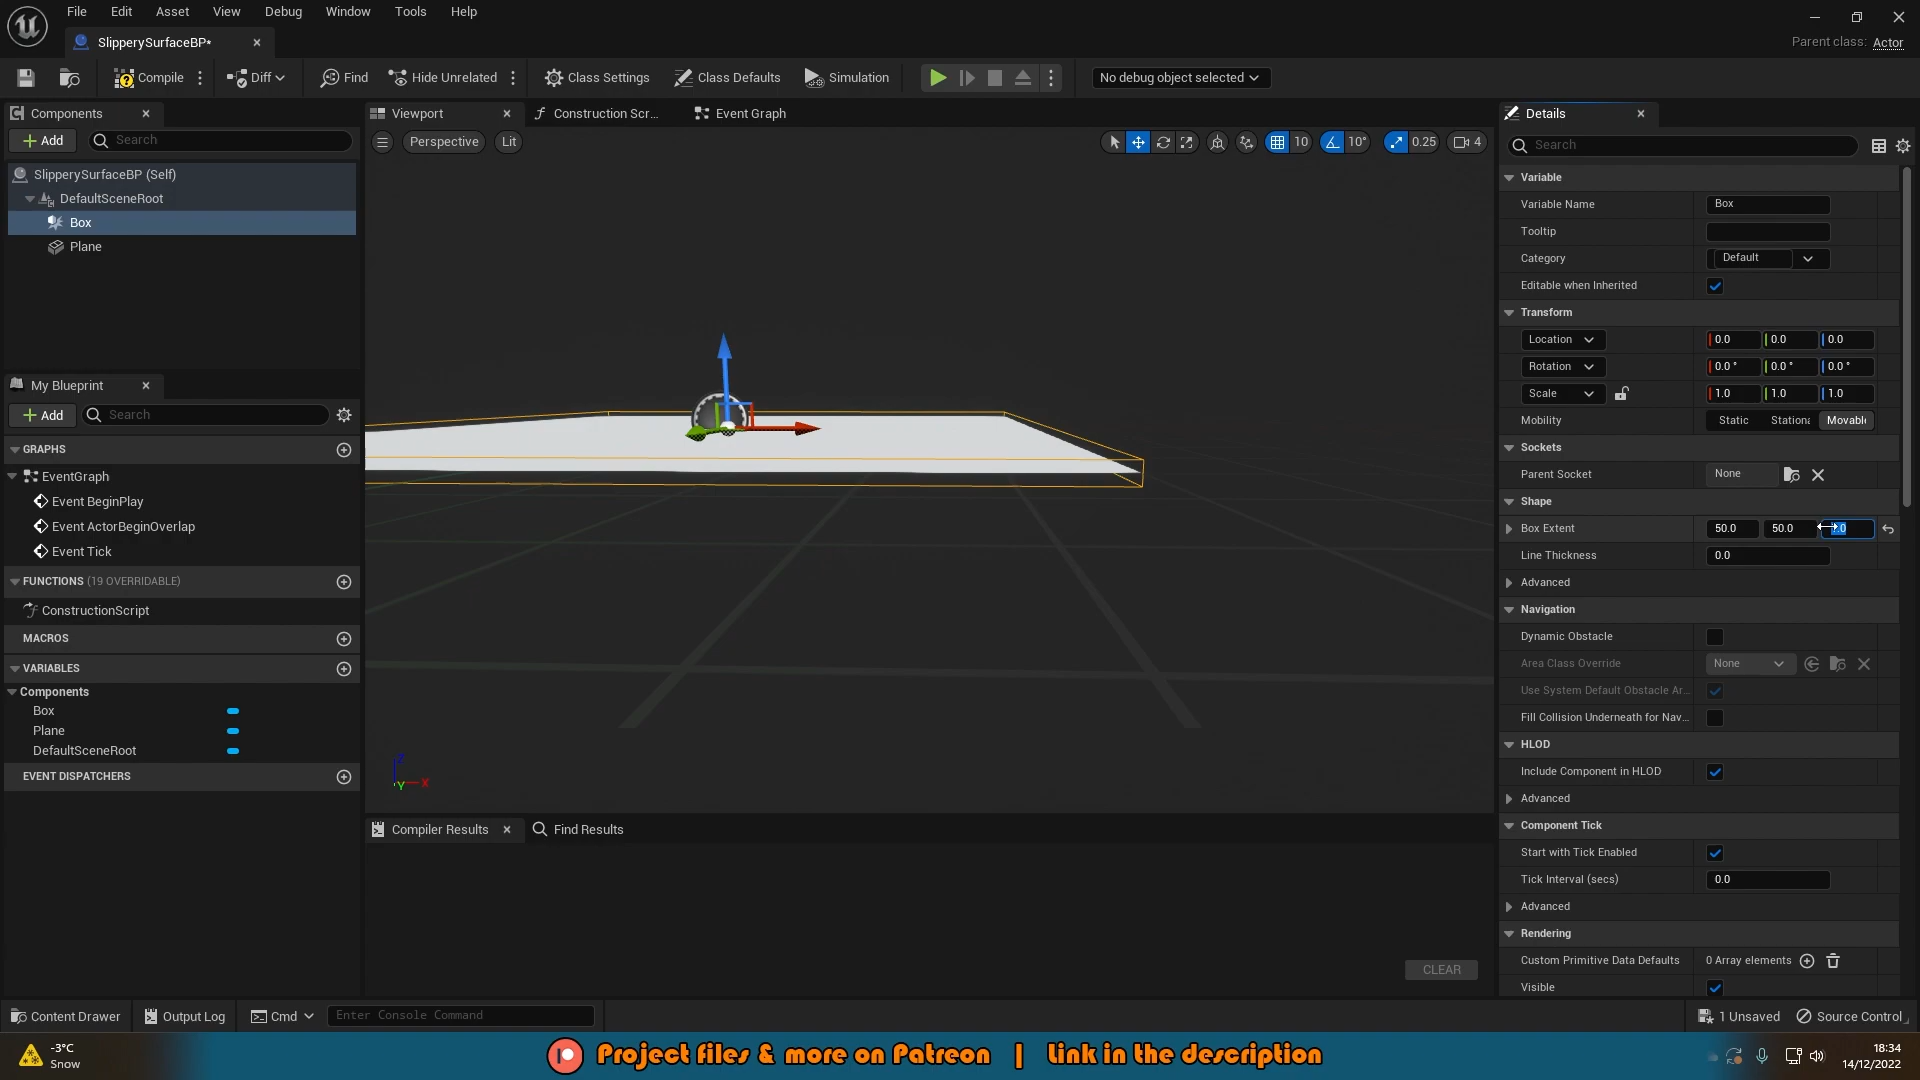 File Edit Asset View Debug Window Tools Help
SlipperySurfaceBP*
Parent class: Actor
Compile Diff Find Hide Unrelated Class Settings Class Defaults Simulation No debug object selected
Components
Add Search
SlipperySurfaceBP (Self)
DefaultSceneRoot
Box
Plane
My Blueprint
Add Search
GRAPHS
EventGraph
Event BeginPlay
Event ActorBeginOverlap
Event Tick
FUNCTIONS (19 OVERRIDABLE)
ConstructionScript
MACROS
VARIABLES
Components
Box
Plane
DefaultSceneRoot
EVENT DISPATCHERS
Viewport Construction Scr... Event Graph
Perspective Lit 10 10° 0.25 4
Z
Y X
Compiler Results Find Results
CLEAR
Details
Search
Variable
Variable Name Box
Tooltip
Category Default
Editable when Inherited
Transform
Location 0.0 0.0 0.0
Rotation 0.0 ° 0.0 ° 0.0 °
Scale 1.0 1.0 1.0
Mobility Static Stationa Movabl
Sockets
Parent Socket None
Shape
Box Extent 50.0 50.0
Line Thickness 0.0
Advanced
Navigation
Dynamic Obstacle
Area Class Override None
Use System Default Obstacle Ar...
Fill Collision Underneath for Nav...
HLOD
Include Component in HLOD
Advanced
Component Tick
Start with Tick Enabled
Tick Interval (secs) 0.0
Advanced
Rendering
Custom Primitive Data Defaults 0 Array elements
Visible
Content Drawer Output Log Cmd Enter Console Command 1 Unsaved Source Control
-3°C
Snow
Project files & more on Patreon | Link in the description
18:34
14/12/2022